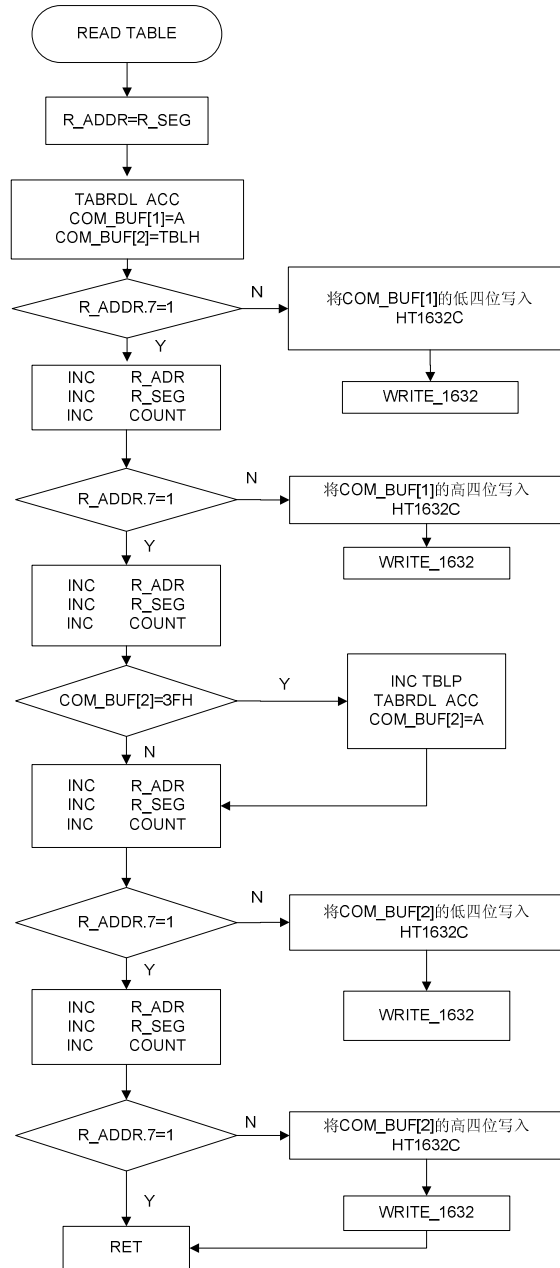 READ TABLE
R_ADDR=R_SEG
TABRDL ACC
COM_BUF[1]=A
COM_BUF[2]=TBLH
R_ADDR.7=1
N
将COM_BUF[1]的低四位写入
HT1632C
Y
WRITE_1632
INC R_ADR
INC R_SEG
INC COUNT
R_ADDR.7=1
N
将COM_BUF[1]的高四位写入
HT1632C
Y
WRITE_1632
INC R_ADR
INC R_SEG
INC COUNT
COM_BUF[2]=3FH
Y
INC TBLP
TABRDL ACC
COM_BUF[2]=A
N
INC R_ADR
INC R_SEG
INC COUNT
R_ADDR.7=1
N
将COM_BUF[2]的低四位写入
HT1632C
Y
WRITE_1632
INC R_ADR
INC R_SEG
INC COUNT
R_ADDR.7=1
N
将COM_BUF[2]的高四位写入
HT1632C
Y
WRITE_1632
RET